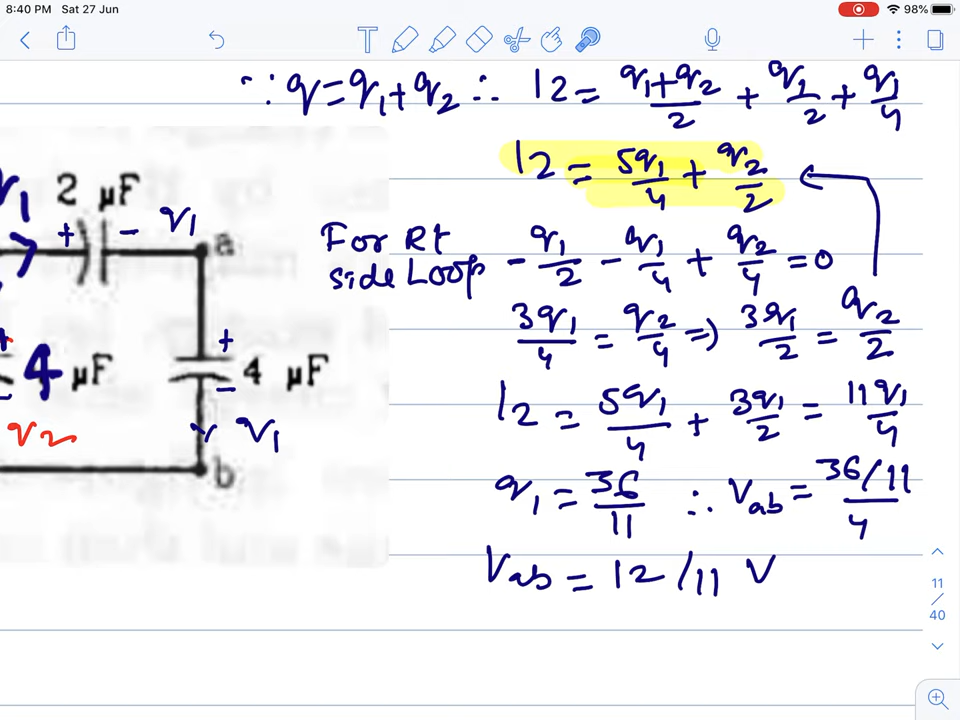 8:40 PM Sat 27 Jun 98%
∵ q = q₁ + q₂ ∴ 12 = (q₁+q₂)/2 + q₁/2 + q₁/4
12 = 5q₁/4 + q₂/2
2 μF
+ - q₁
a
For Rt side Loop - q₁/2 - q₁/4 + q₂/4 = 0
3q₁/4 = q₂/4 => 3q₁/2 = q₂/2
4 μF
+ - 4 μF
12 = 5q₁/4 + 3q₁/2 = 11q₁/4
q₂
q₁
b
q₁ = 36/11 ∴ Vab = (36/11)/4
Vab = 12/11 V
11
/
40